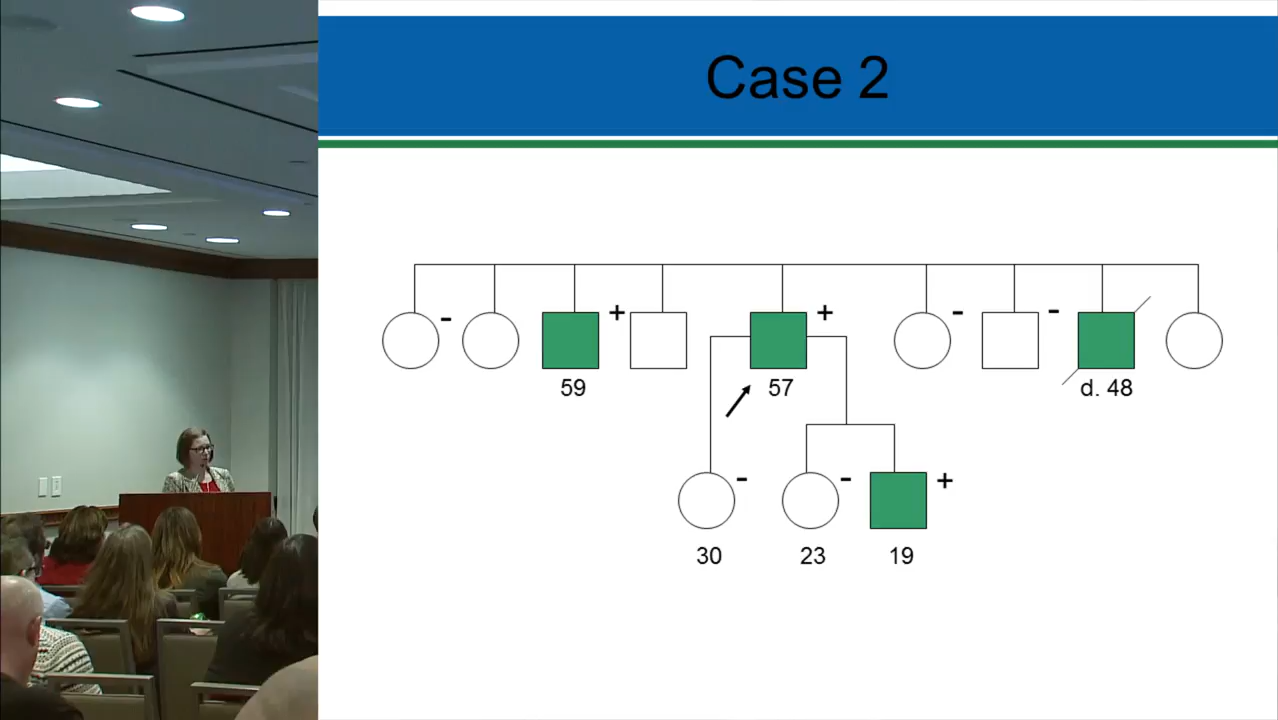 Case 2
- + + - -
59 57 d. 48
- - +
30 23 19